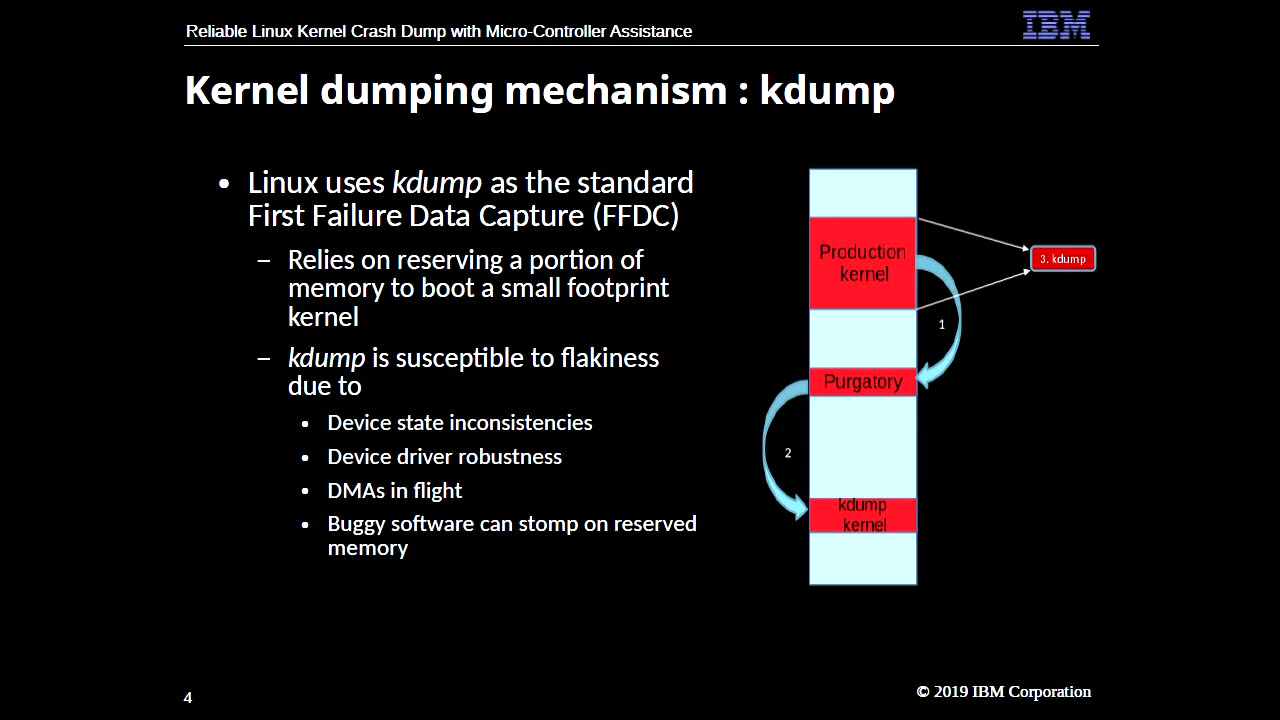 Reliable Linux Kernel Crash Dump with Micro-Controller Assistance
IBM
Kernel dumping mechanism : kdump
• Linux uses kdump as the standard
First Failure Data Capture (FFDC)
– Relies on reserving a portion of
memory to boot a small footprint
kernel
– kdump is susceptible to flakiness
due to
• Device state inconsistencies
• Device driver robustness
• DMAs in flight
• Buggy software can stomp on reserved
memory
Production
kernel
3. kdump
1
Purgatory
2
kdump
kernel
4
© 2019 IBM Corporation